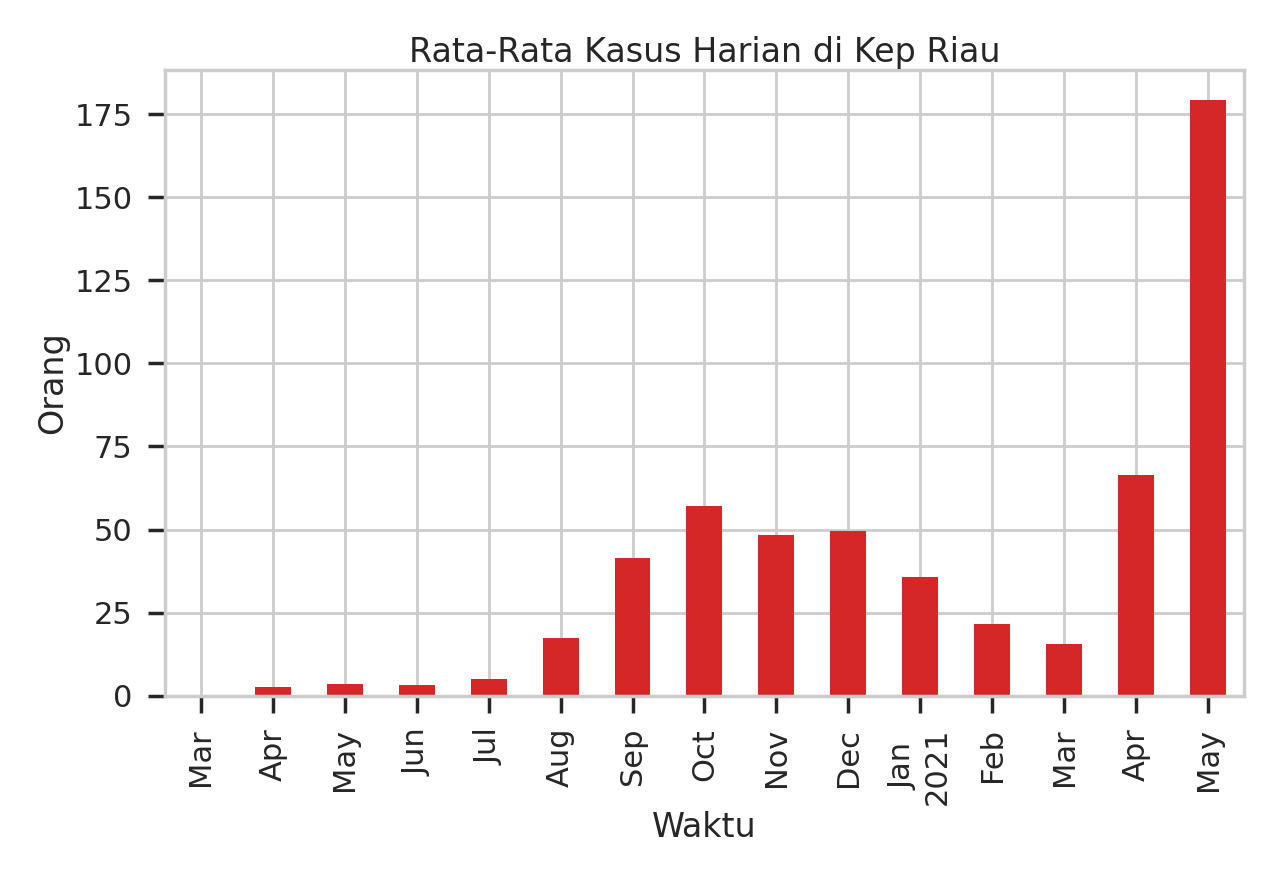 Rata-Rata Kasus Harian di Kep Riau
175
150
125
100
75
50
25
0
Orang
Mar
Apr
May
Jun
Jul
Aug
Sep
Oct
Nov
Dec
Jan
2021
Feb
Mar
Apr
May
Waktu